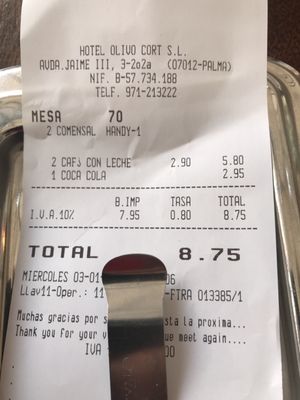 HOTEL OLIVO CORT S.L.
AVDA.JAIME III, 3-2o2a (07012-PALMA)
NIF. B-57.734.188
TELF. 971-213222
MESA 70
2 COMENSAL HANDY-1
2 CAFS CON LECHE 2.90 5.80
1 COCA COLA 2.95
B.IMP TASA TOTAL
I.V.A.10% 7.95 0.80 8.75
TOTAL 8.75
MIERCOLES 03-01
Llav11-Oper.: 11 -FTRA 013385/1
Muchas gracias por sta la proxima...
Thank you for your ue meet again....
IVA 00